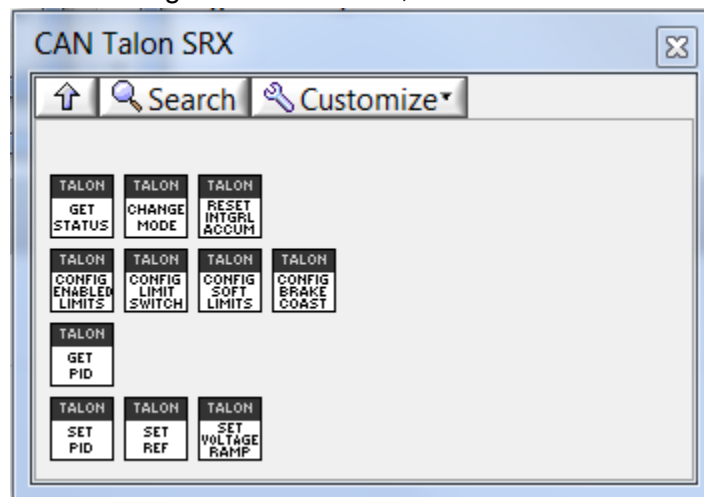 CAN Talon SRX
Search Customize
TALON TALON TALON
GET STATUS CHANGE MODE RESET INTGRL ACCUM
TALON TALON TALON TALON
CONFIG ENABLED LIMITS CONFIG LIMIT SWITCH CONFIG SOFT LIMITS CONFIG BRAKE COAST
TALON
GET PID
TALON TALON TALON
SET PID SET REF SET VOLTAGE RAMP